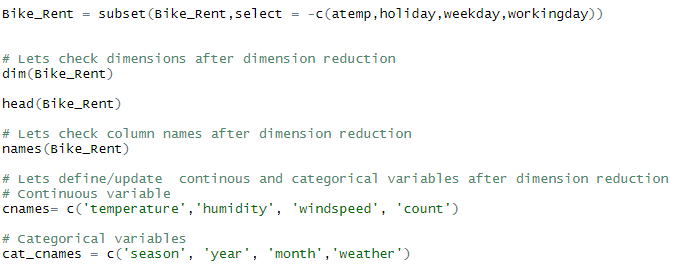 Bike_Rent = subset(Bike_Rent,select = -c(atemp,holiday,weekday,workingday))
# Lets check dimensions after dimension reduction
dim(Bike_Rent)
head(Bike_Rent)
# Lets check column names after dimension reduction
names(Bike_Rent)
# Lets define/update  continous and categorical variables after dimension reduction
# Continuous variable
cnames= c('temperature','humidity', 'windspeed', 'count')
# Categorical variables
cat_cnames = c('season', 'year', 'month','weather')